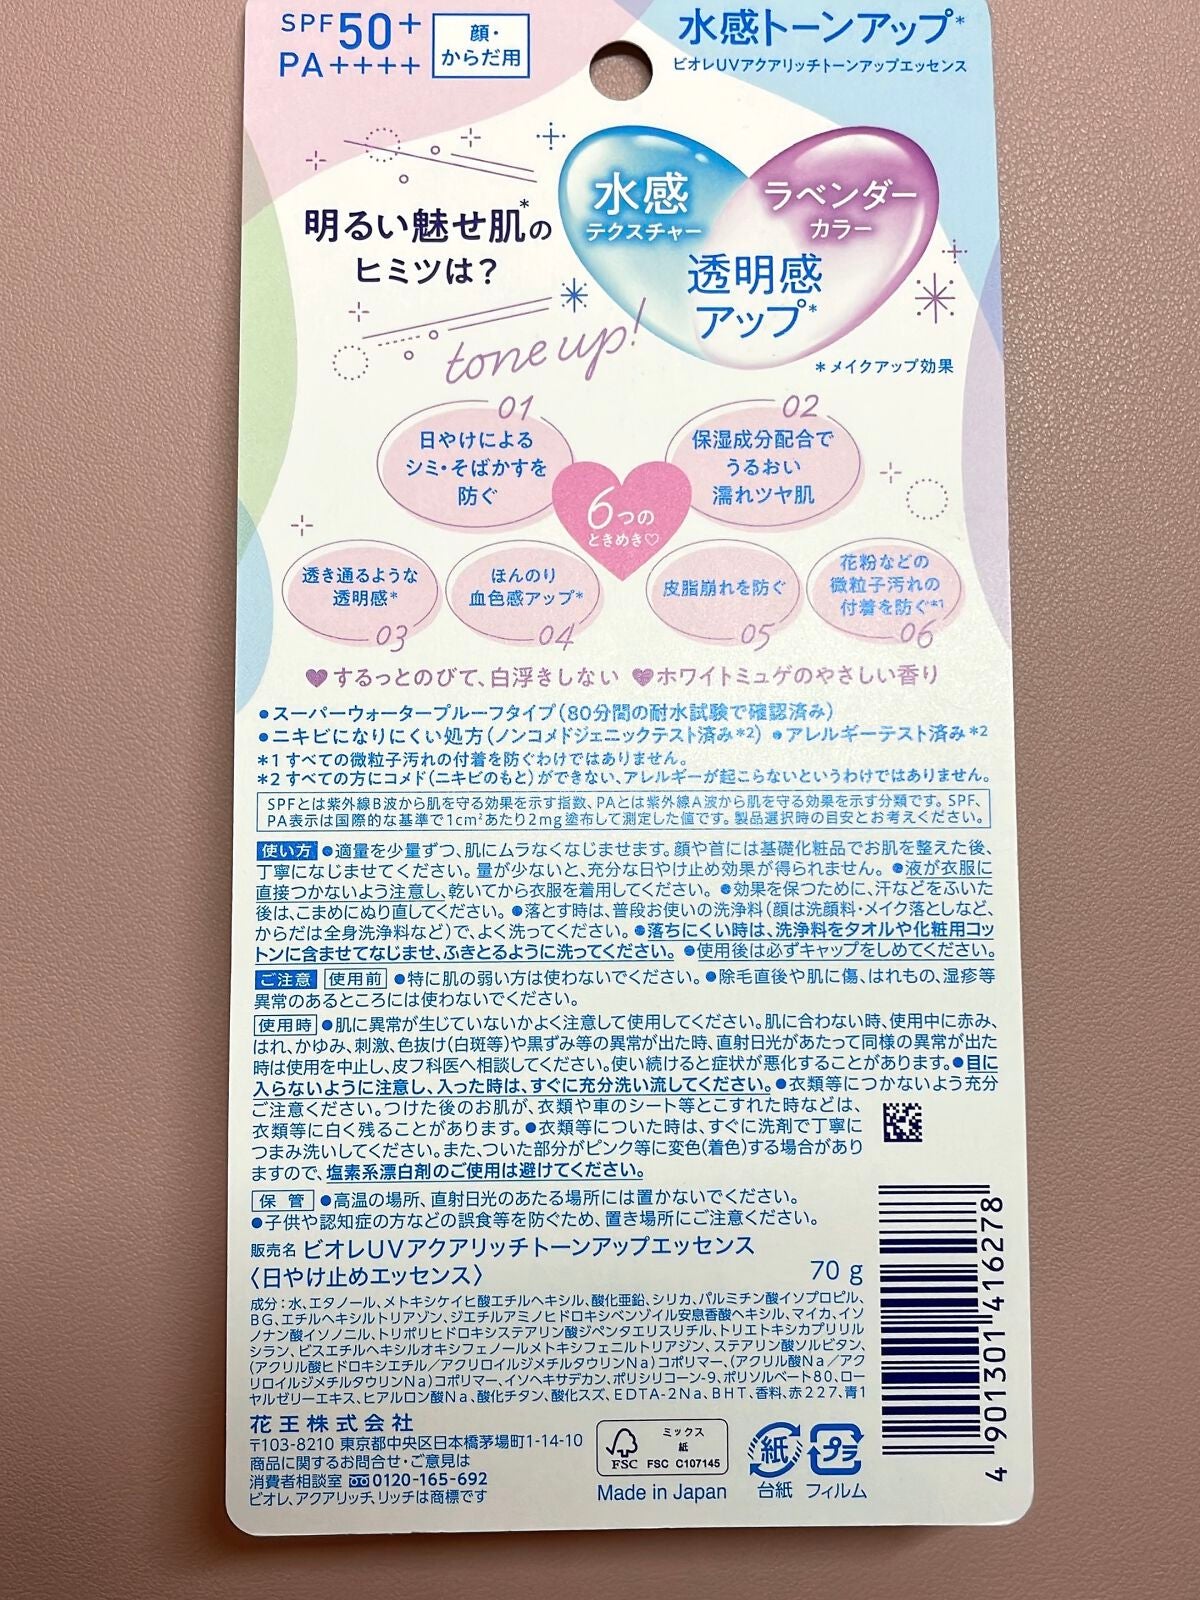 SPF50+
PA++++
顔・
からだ用
水感トーンアップ*
ビオレUVアクアリッチトーンアップエッセンス
明るい魅せ肌*の
ヒミツは?
水感
テクスチャー
ラベンダー
カラー
透明感
アップ*
tone up!
*メイクアップ効果
01
日やけによる
シミ・そばかすを
防ぐ
02
保湿成分配合で
うるおい
濡れツヤ肌
6つの
ときめき♡
透き通るような
透明感*
03
ほんのり
血色感アップ*
04
皮脂崩れを防ぐ
05
花粉などの
微粒子汚れの
付着を防ぐ*1
06
♥するっとのびて、白浮きしない ♥ホワイトミュゲのやさしい香り
●スーパーウォータープルーフタイプ(80分間の耐水試験で確認済み)
●ニキビになりにくい処方(ノンコメドジェニックテスト済み*2) ●アレルギーテスト済み*2
*1 すべての微粒子汚れの付着を防ぐわけではありません。
*2 すべての方にコメド(ニキビのもと)ができない、アレルギーが起こらないというわけではありません。
SPFとは紫外線B波から肌を守る効果を示す指数、PAとは紫外線A波から肌を守る効果を示す分類です。SPF、
PA表示は国際的な基準で1cm²あたり2mg塗布して測定した値です。製品選択時の目安とお考えください。
使い方 ●適量を少量ずつ、肌にムラなくなじませます。顔や首には基礎化粧品でお肌を整えた後、
丁寧になじませてください。量が少ないと、充分な日やけ止め効果が得られません。●液が衣服に
直接つかないよう注意し、乾いてから衣服を着用してください。●効果を保つために、汗などをふいた
後は、こまめにぬり直してください。●落とす時は、普段お使いの洗浄料(顔は洗顔料・メイク落としなど、
からだは全身洗浄料など)で、よく洗ってください。●落ちにくい時は、洗浄料をタオルや化粧用コッ
トンに含ませてなじませ、ふきとるように洗ってください。●使用後は必ずキャップをしめてください。
ご注意 使用前 ●特に肌の弱い方は使わないでください。●除毛直後や肌に傷、はれもの、湿疹等
異常のあるところには使わないでください。
使用時 ●肌に異常が生じていないかよく注意して使用してください。肌に合わない時、使用中に赤み、
はれ、かゆみ、刺激、色抜け(白斑等)や黒ずみ等の異常が出た時、直射日光があたって同様の異常が出た
時は使用を中止し、皮フ科医へ相談してください。使い続けると症状が悪化することがあります。●目に
入らないように注意し、入った時は、すぐに充分洗い流してください。●衣類等につかないよう充分
ご注意ください。つけた後のお肌が、衣類や車のシート等とこすれた時などは、
衣類等に白く残ることがあります。●衣類等についた時は、すぐに洗剤で丁寧に
つまみ洗いしてください。また、ついた部分がピンク等に変色(着色)する場合があり
ますので、塩素系漂白剤のご使用は避けてください。
保管 ●高温の場所、直射日光のあたる場所には置かないでください。
●子供や認知症の方などの誤食等を防ぐため、置き場所にご注意ください。
販売名 ビオレUVアクアリッチトーンアップエッセンス
〈日やけ止めエッセンス〉 70 g
成分:水、エタノール、メトキシケイヒ酸エチルヘキシル、酸化亜鉛、シリカ、パルミチン酸イソプロピル、
BG、エチルヘキシルトリアゾン、ジエチルアミノヒドロキシベンゾイル安息香酸ヘキシル、マイカ、イソ
ノナン酸イソノニル、トリポリヒドロキシステアリン酸ジペンタエリスリチル、トリエトキシカプリリル
シラン、ビスエチルヘキシルオキシフェノールメトキシフェニルトリアジン、ステアリン酸ソルビタン、
(アクリル酸ヒドロキシエチル/アクリロイルジメチルタウリンNa)コポリマー、(アクリル酸Na/アク
リロイルジメチルタウリンNa)コポリマー、イソヘキサデカン、ポリシリコーン-9、ポリソルベート80、ロー
ヤルゼリーエキス、ヒアルロン酸Na、酸化チタン、酸化スズ、EDTA-2Na、BHT、香料、赤227、青1
花王株式会社
〒103-8210 東京都中央区日本橋茅場町1-14-10
商品に関するお問合せ・ご意見は
消費者相談室 0120-165-692
ビオレ、アクアリッチ、リッチは商標です
FSC
ミックス
紙
FSC C107145
Made in Japan
紙
台紙
プラ
フィルム
4 901301 416278